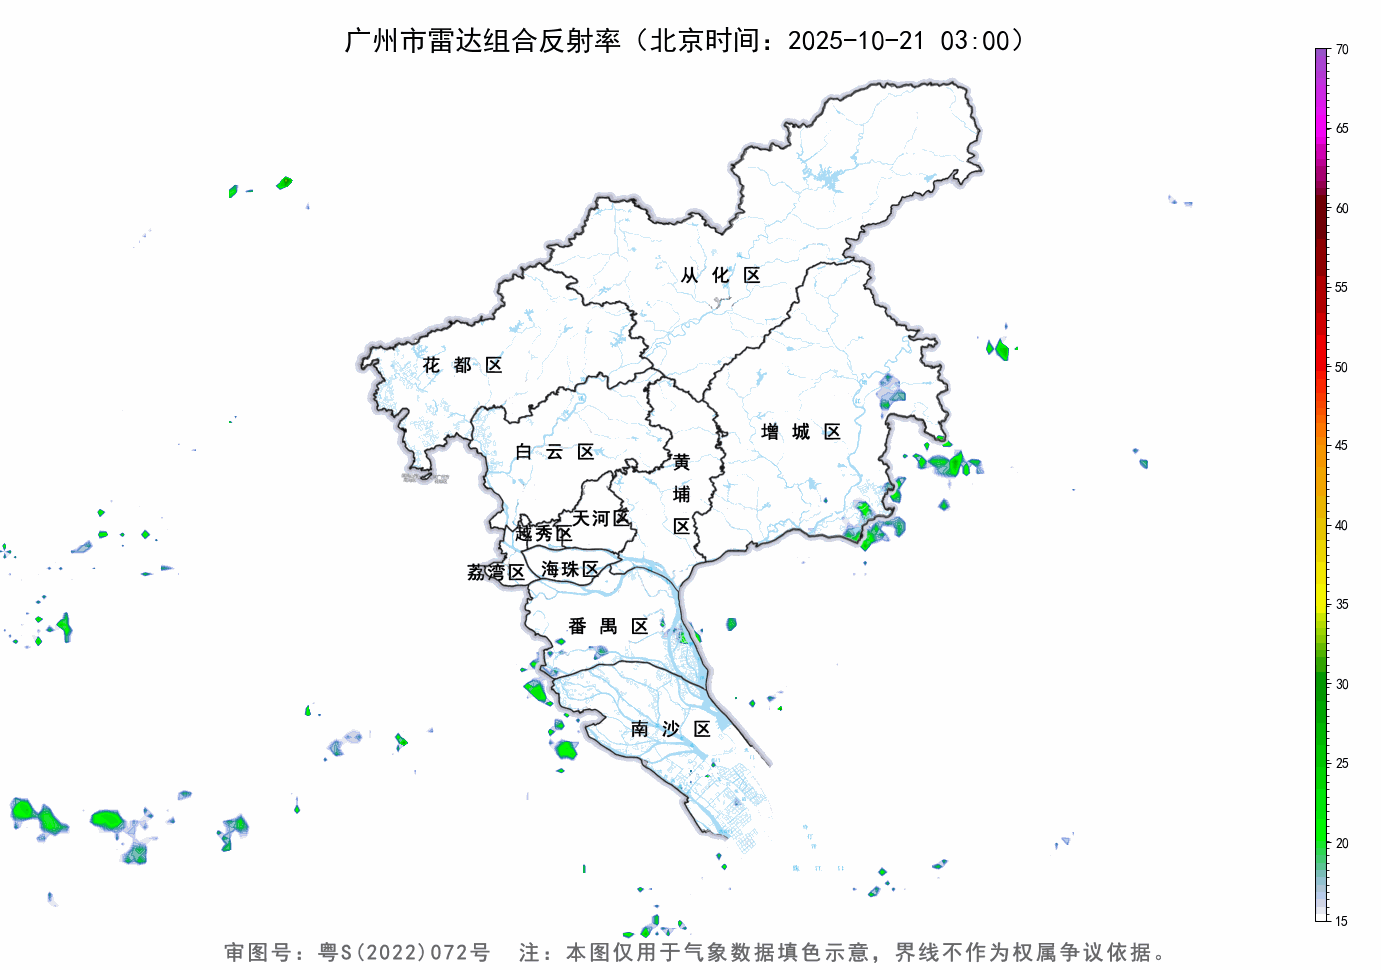 广州市雷达组合反射率（北京时间：2025-10-21 03:00）
70
65
60
55
50
45
40
35
30
25
20
15
从化区
花都区
增城区
白云区
黄埔区
天河区
越秀区
荔湾区
海珠区
番禺区
南沙区
审图号：粤S(2022)072号 注：本图仅用于气象数据填色示意，界线不作为权属争议依据。